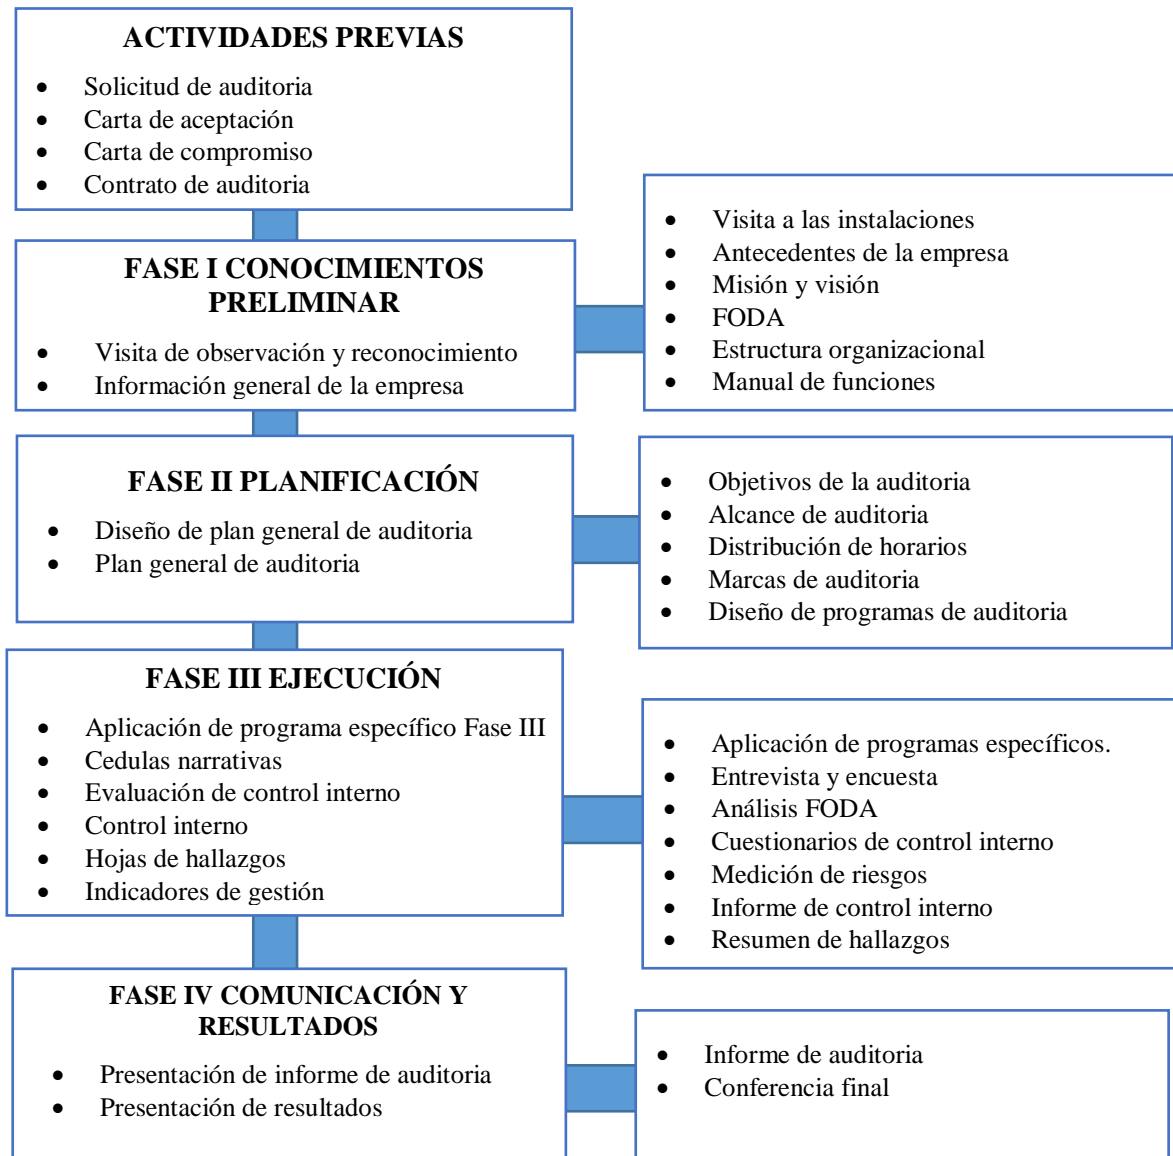 ACTIVIDADES PREVIAS
• Solicitud de auditoria
• Carta de aceptación
• Carta de compromiso
• Contrato de auditoria
FASE I CONOCIMIENTOS
PRELIMINAR
• Visita de observación y reconocimiento
• Información general de la empresa
• Visita a las instalaciones
• Antecedentes de la empresa
• Misión y visión
• FODA
• Estructura organizacional
• Manual de funciones
FASE II PLANIFICACIÓN
• Diseño de plan general de auditoria
• Plan general de auditoria
• Objetivos de la auditoria
• Alcance de auditoria
• Distribución de horarios
• Marcas de auditoria
• Diseño de programas de auditoria
FASE III EJECUCIÓN
• Aplicación de programa específico Fase III
• Cedulas narrativas
• Evaluación de control interno
• Control interno
• Hojas de hallazgos
• Indicadores de gestión
• Aplicación de programas específicos.
• Entrevista y encuesta
• Análisis FODA
• Cuestionarios de control interno
• Medición de riesgos
• Informe de control interno
• Resumen de hallazgos
FASE IV COMUNICACIÓN Y
RESULTADOS
• Presentación de informe de auditoria
• Presentación de resultados
• Informe de auditoria
• Conferencia final